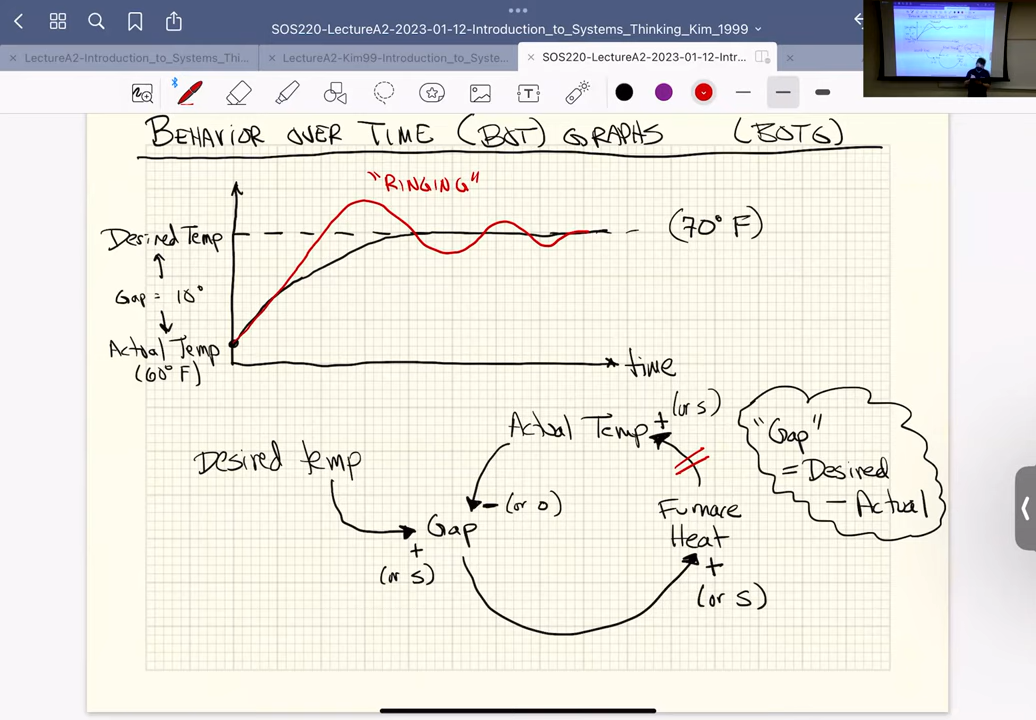 SOS220-LectureA2-2023-01-12-Introduction_to_Systems_Thinking_Kim_1999
LectureA2-Introduction_to_Systems_Thi...
LectureA2-Kim99-Introduction_to_Syste...
SOS220-LectureA2-2023-01-12-Intr...
BEHAVIOR OVER TIME (BOT) GRAPHS (BOTG)
"RINGING"
Desired Temp
(70° F)
Gap = 10°
Actual Temp
(60° F)
time
Actual Temp + (or s)
Desired temp
"Gap"
= Desired
- Actual
- (or o)
Gap
+
(or s)
Furnace
Heat
+
(or s)